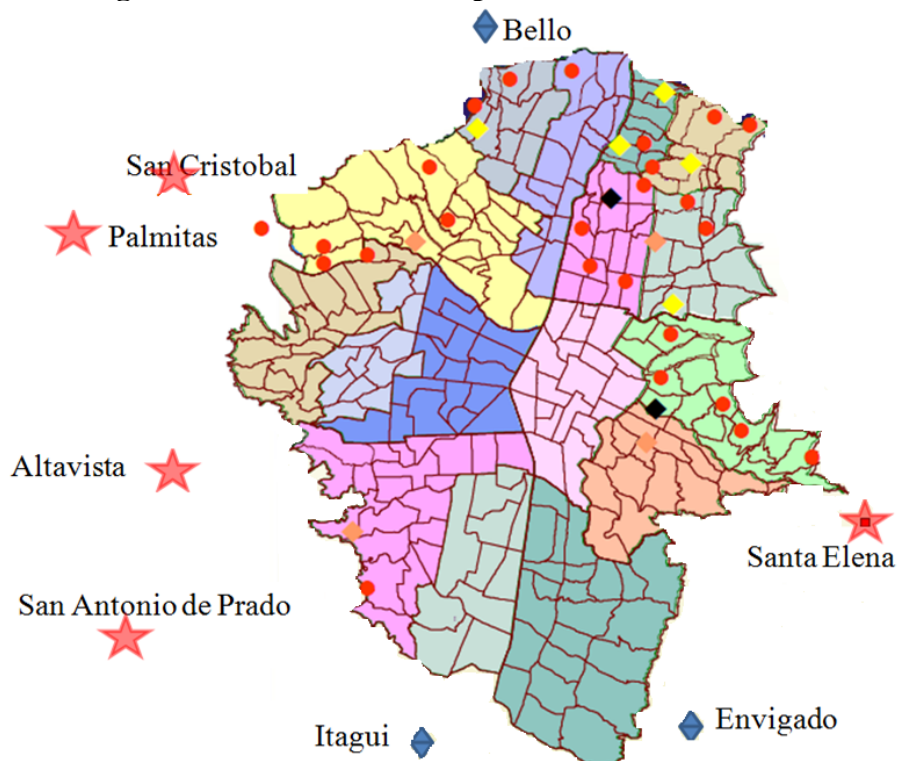 Bello
San Cristobal
Palmitas
Altavista
Santa Elena
San Antonio de Prado
Envigado
Itagui